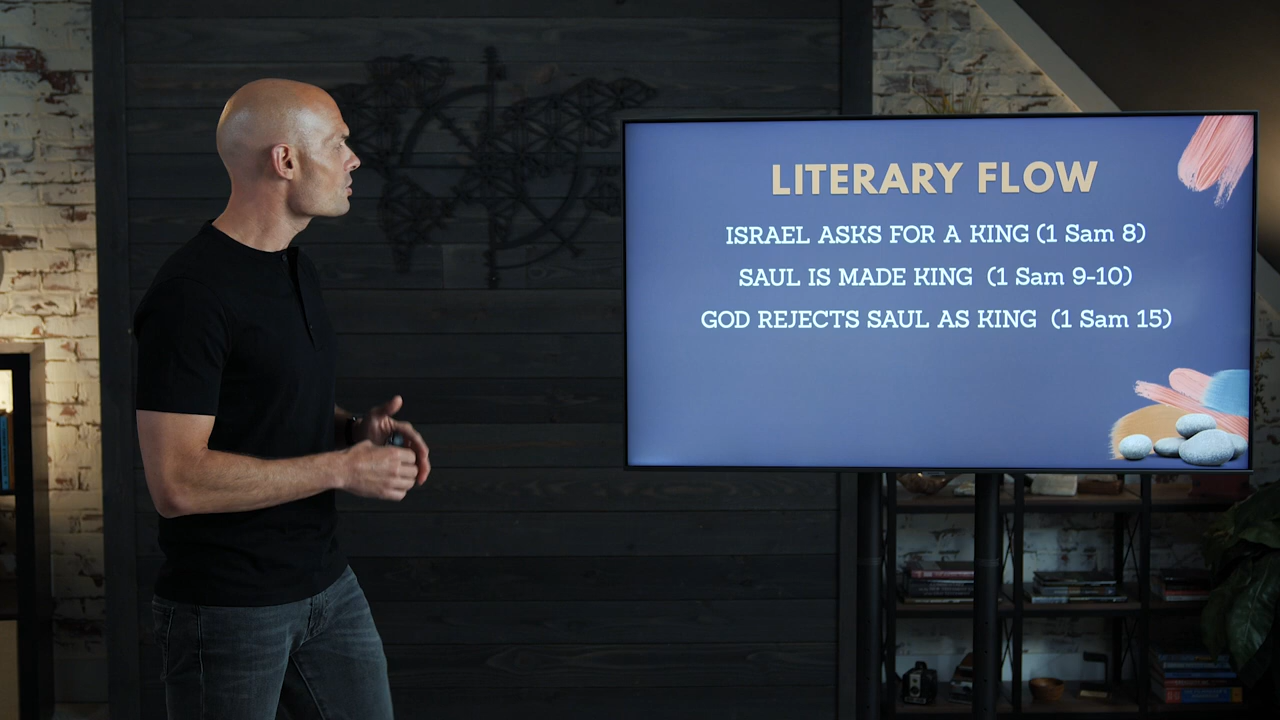 LITERARY FLOW
ISRAEL ASKS FOR A KING (1 Sam 8)
SAUL IS MADE KING (1 Sam 9-10)
GOD REJECTS SAUL AS KING (1 Sam 15)